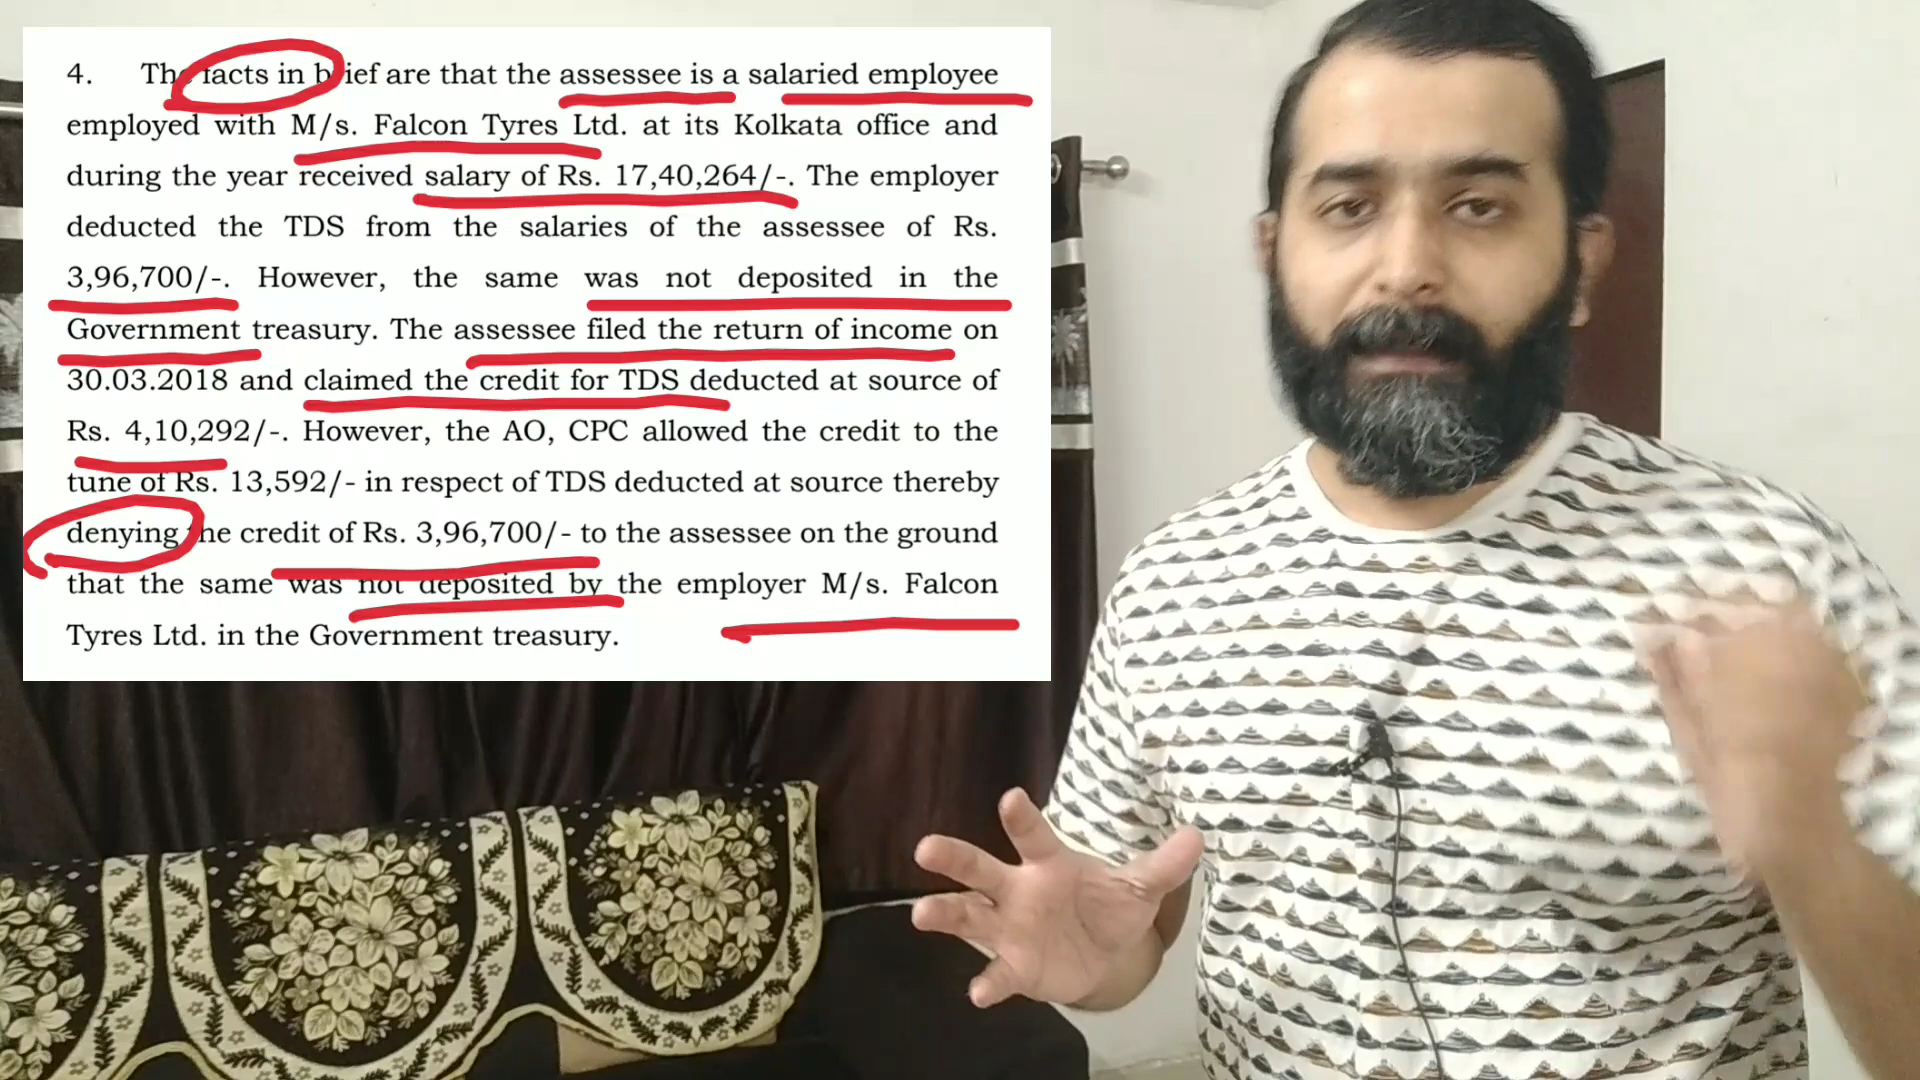 4. The facts in brief are that the assessee is a salaried employee
employed with M/s. Falcon Tyres Ltd. at its Kolkata office and
during the year received salary of Rs. 17,40,264/-. The employer
deducted the TDS from the salaries of the assessee of Rs.
3,96,700/-. However, the same was not deposited in the
Government treasury. The assessee filed the return of income on
30.03.2018 and claimed the credit for TDS deducted at source of
Rs. 4,10,292/-. However, the AO, CPC allowed the credit to the
tune of Rs. 13,592/- in respect of TDS deducted at source thereby
denying the credit of Rs. 3,96,700/- to the assessee on the ground
that the same was not deposited by the employer M/s. Falcon
Tyres Ltd. in the Government treasury.